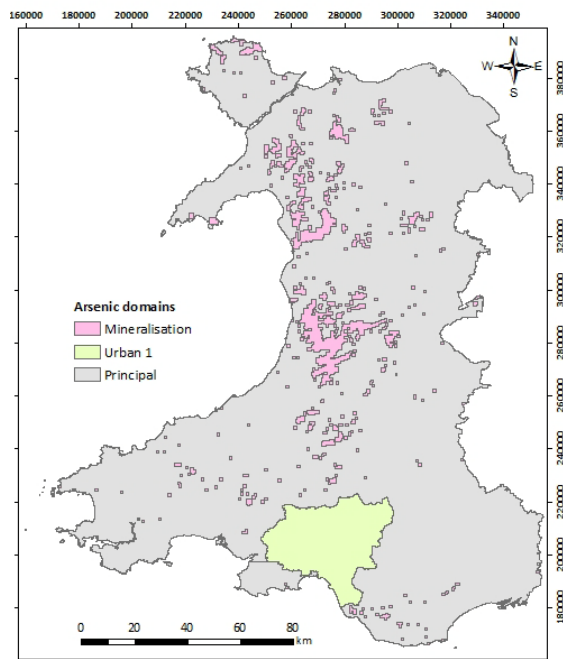 160000 200000 220000 240000 260000 280000 300000 320000 340000
N
W E
S
380000
360000
340000
320000
300000
280000
260000
240000
220000
200000
180000
Arsenic domains
Mineralisation
Urban 1
Principal
0 20 40 60 80
km